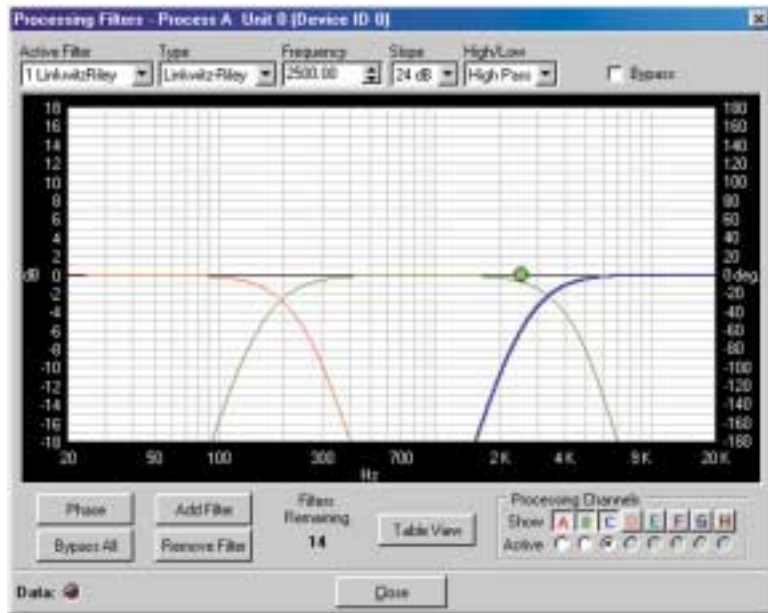 Processing Filters - Process A Unit 0 (Device ID 0)
Active Filter Type Frequency Slope High/Low
1 LinkwitzRiley Linkwitz-Riley 2500.00 24 dB High Pass Bypass
18 180
16 160
14 140
12 120
10 100
8 80
6 60
4 40
2 20
dB 0 0 deg.
-2 -20
-4 -40
-6 -60
-8 -80
-10 -100
-12 -120
-14 -140
-16 -160
-18 -180
20 50 100 300 700 2 K 4 K 9 K 20 K
Hz
Phase Add Filter Filters Remaining 14 Table View
Bypass All Remove Filter
Processing Channels
Show A B C D E F G H
Active
Data: Close